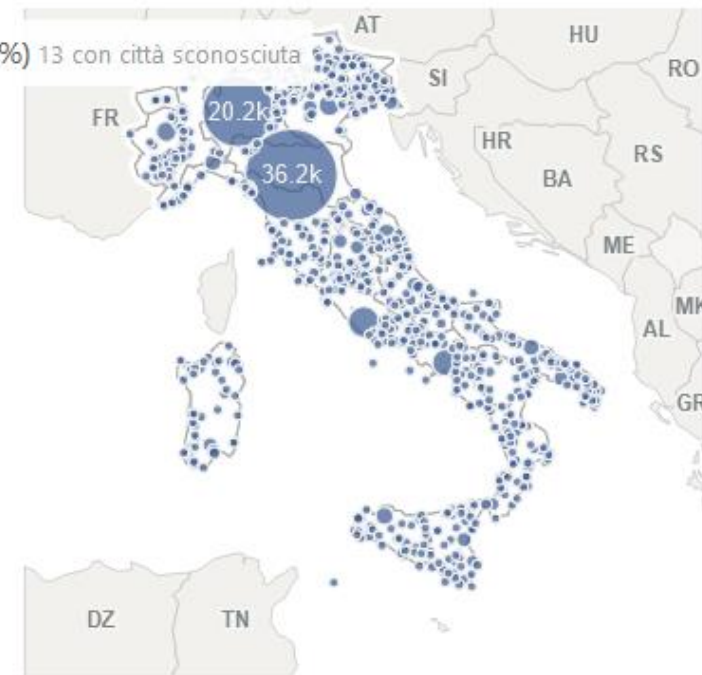 AT
HU
%) 13 con città sconosciuta
SI
RO
20.2k
FR
HR
RS
36.2k
BA
ME
MK
AL
GR
DZ
TN